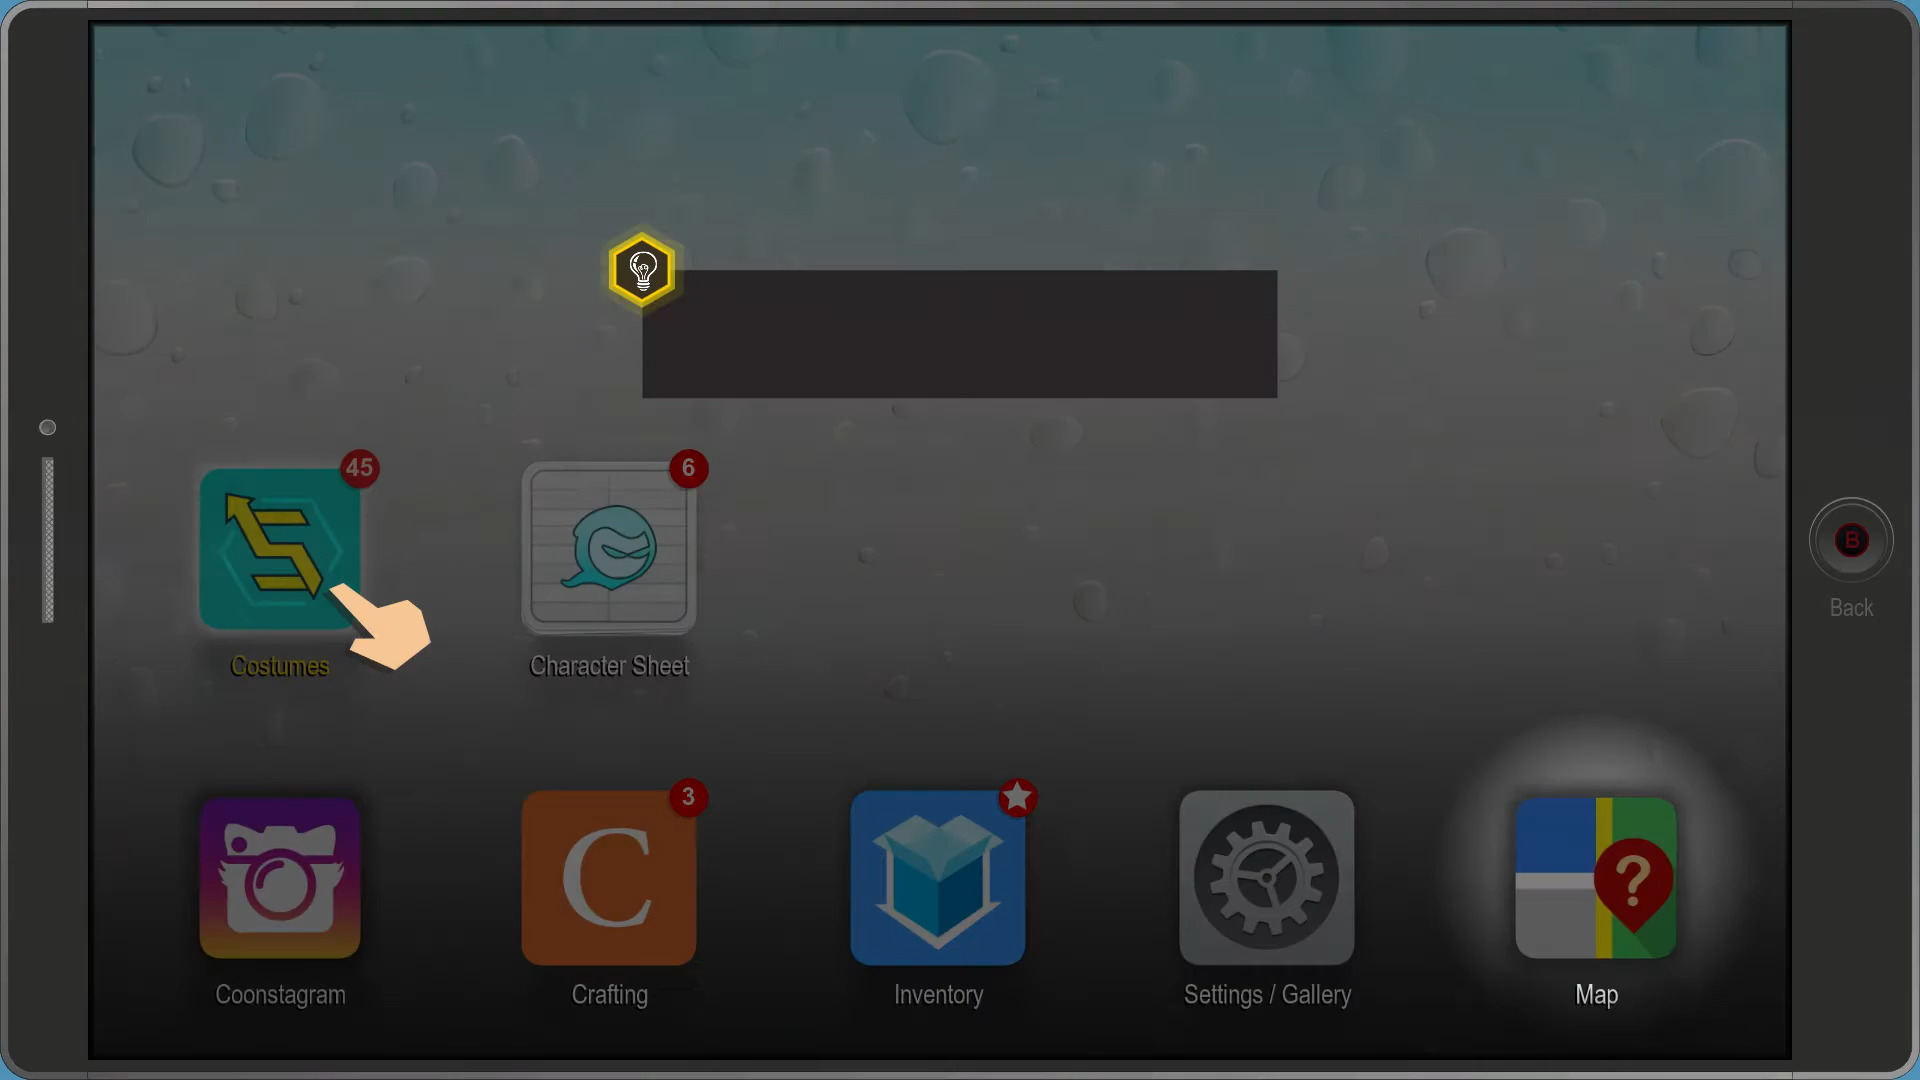 45
6
Costumes
Character Sheet
B
Back
3
C
?
Coonstagram
Crafting
Inventory
Settings / Gallery
Map